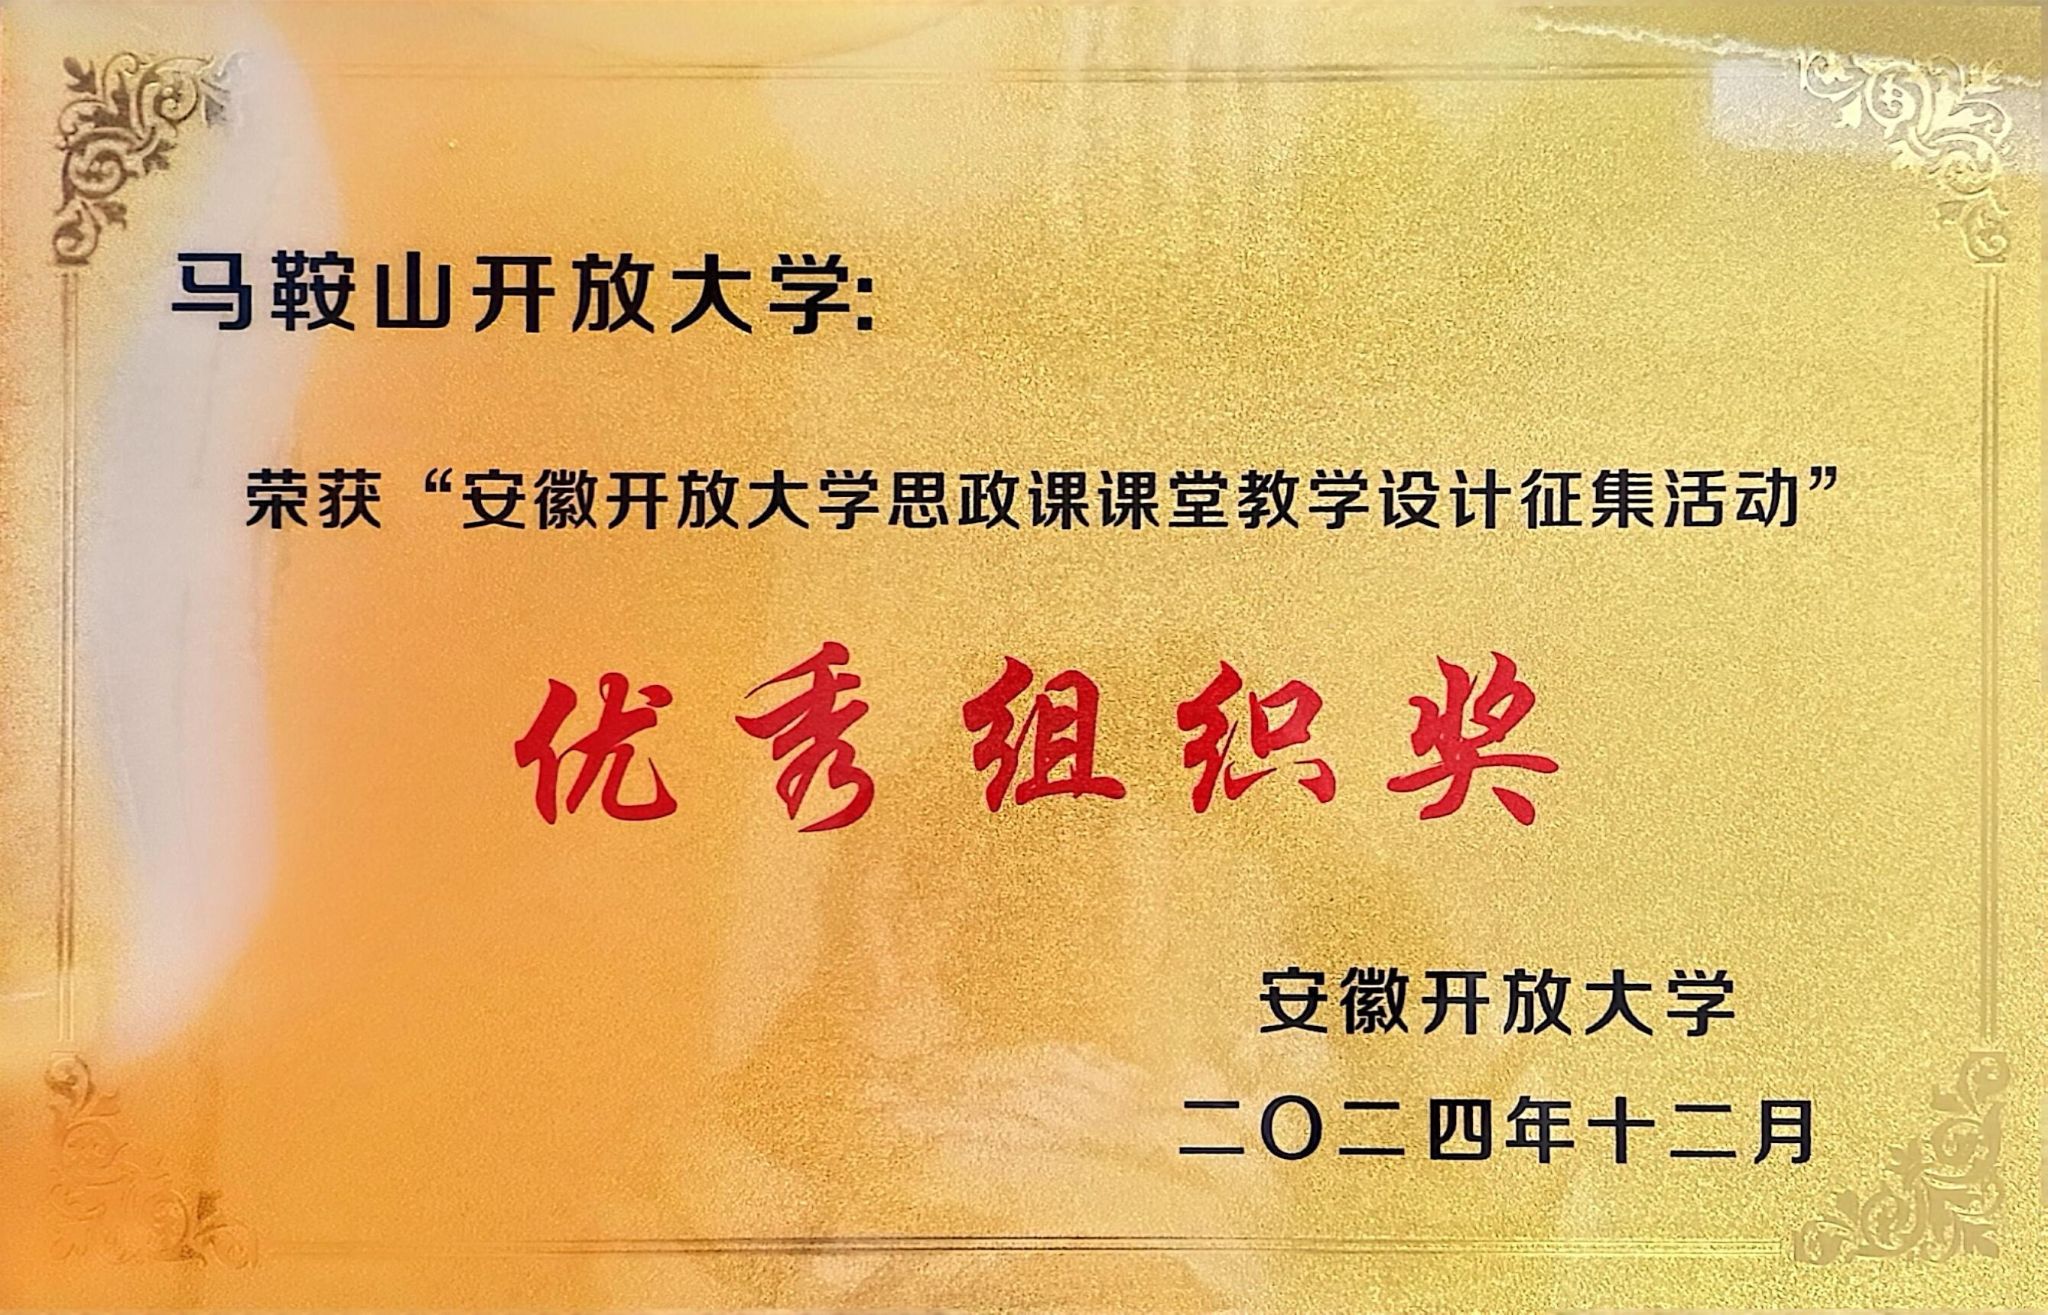 马鞍山开放大学:
荣获“安徽开放大学思政课课堂教学设计征集活动”
优秀组织奖
安徽开放大学
二〇二四年十二月